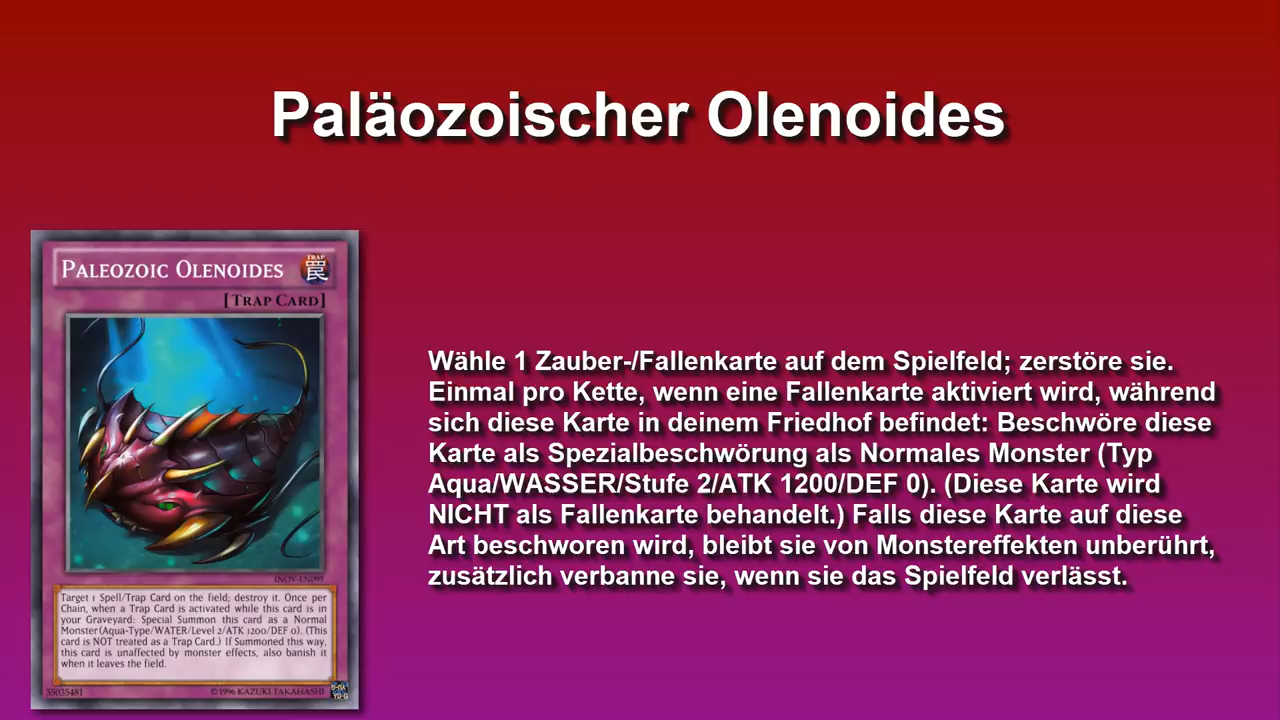 Paläozoischer Olenoides
PALEOZOIC OLENOIDES
TRAP
罠
[TRAP CARD]
INOV-EN095
Target 1 Spell/Trap Card on the field; destroy it. Once per
Chain, when a Trap Card is activated while this card is in
your Graveyard: Special Summon this card as a Normal
Monster (Aqua-Type/WATER/Level 2/ATK 1200/DEF 0). (This
card is NOT treated as a Trap Card.) If Summoned this way,
this card is unaffected by monster effects, also banish it
when it leaves the field.
35035481
©1996 KAZUKI TAKAHASHI
Wähle 1 Zauber-/Fallenkarte auf dem Spielfeld; zerstöre sie.
Einmal pro Kette, wenn eine Fallenkarte aktiviert wird, während
sich diese Karte in deinem Friedhof befindet: Beschwöre diese
Karte als Spezialbeschwörung als Normales Monster (Typ
Aqua/WASSER/Stufe 2/ATK 1200/DEF 0). (Diese Karte wird
NICHT als Fallenkarte behandelt.) Falls diese Karte auf diese
Art beschworen wird, bleibt sie von Monstereffekten unberührt,
zusätzlich verbanne sie, wenn sie das Spielfeld verlässt.